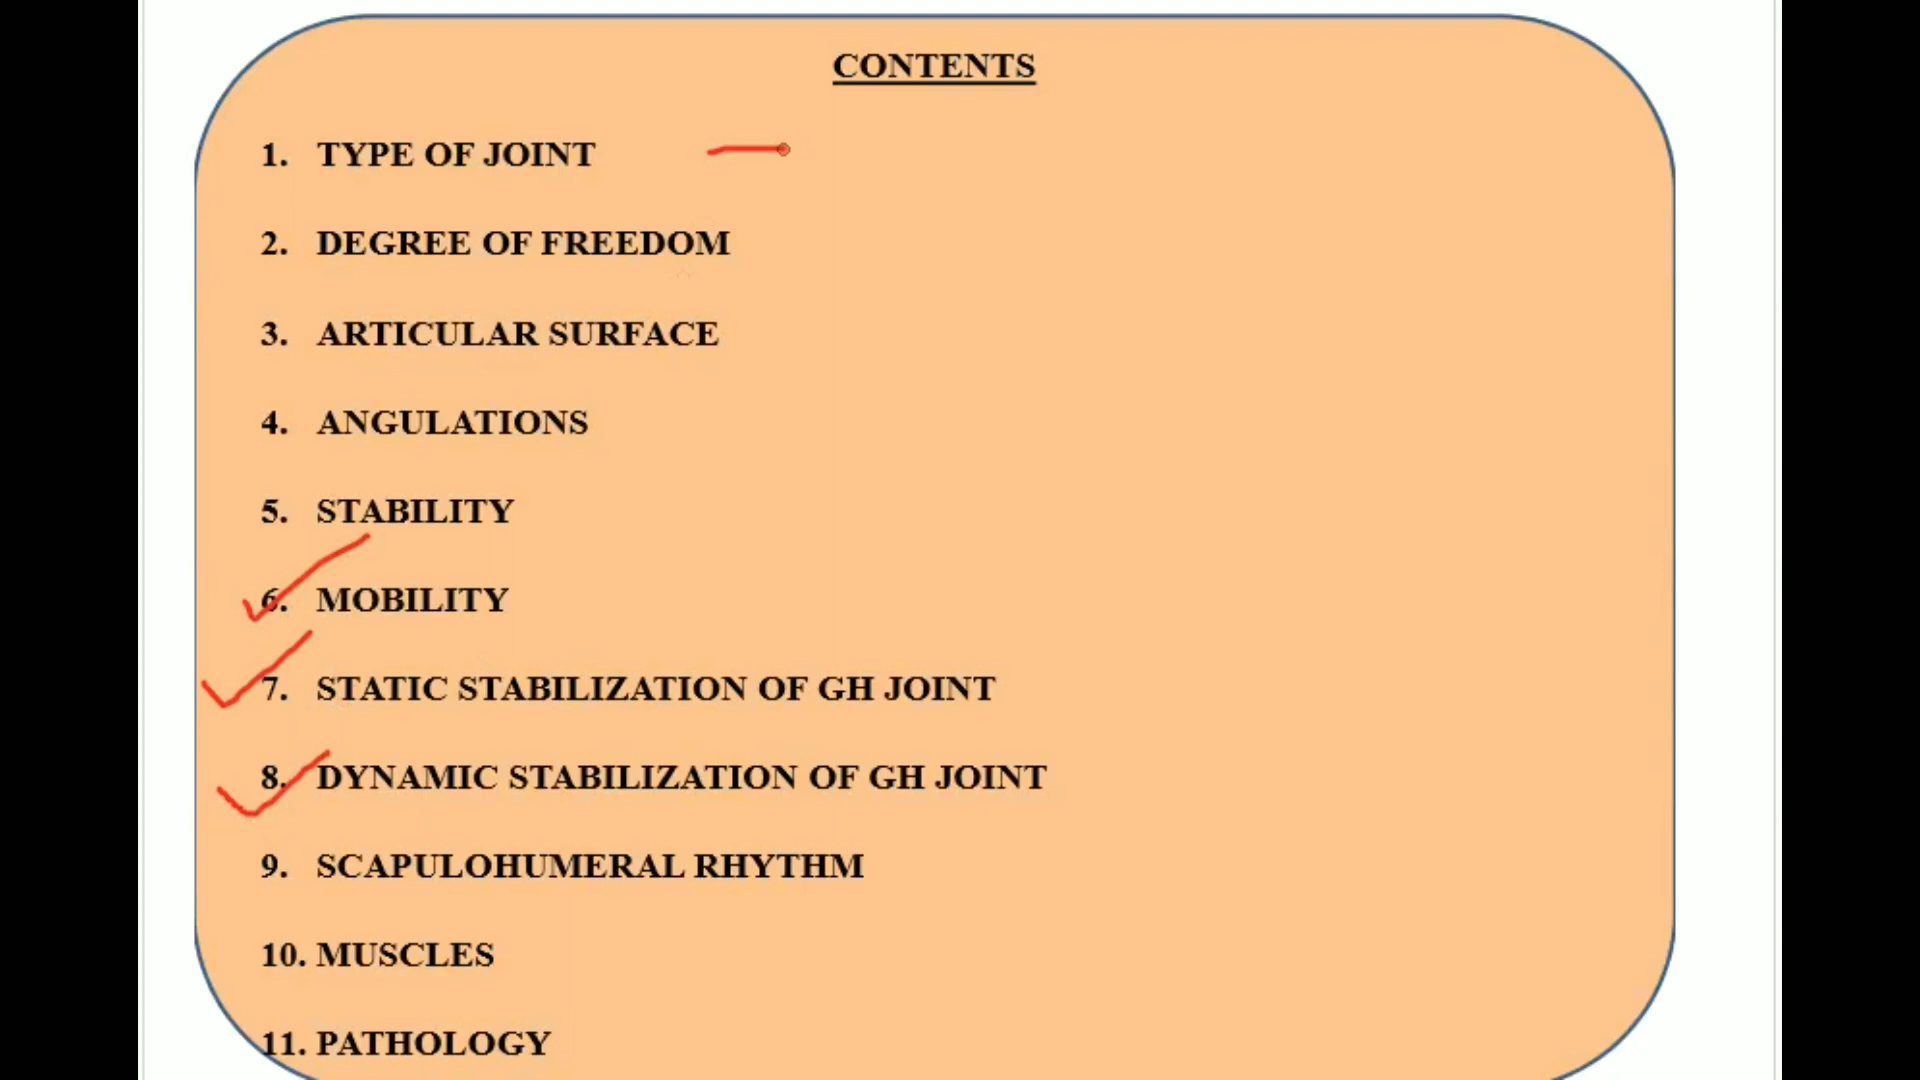 CONTENTS
1. TYPE OF JOINT
2. DEGREE OF FREEDOM
3. ARTICULAR SURFACE
4. ANGULATIONS
5. STABILITY
6. MOBILITY
7. STATIC STABILIZATION OF GH JOINT
8. DYNAMIC STABILIZATION OF GH JOINT
9. SCAPULOHUMERAL RHYTHM
10. MUSCLES
11. PATHOLOGY